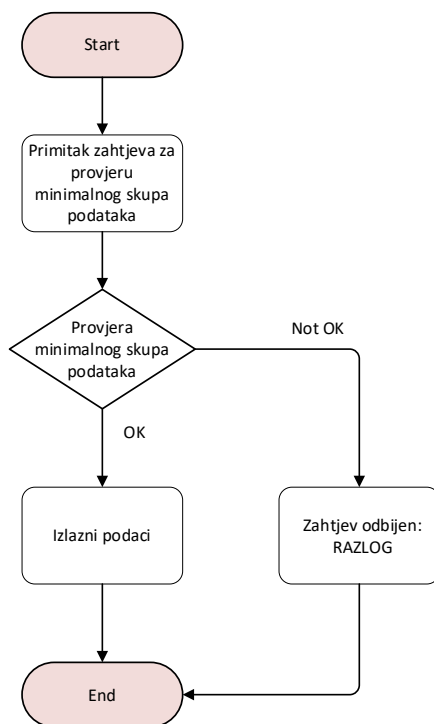 Start
Primitak zahtjeva za
provjeru
minimalnog skupa
podataka
Provjera
minimalnog skupa
podataka
Not OK
OK
Izlazni podaci
Zahtjev odbijen:
RAZLOG
End